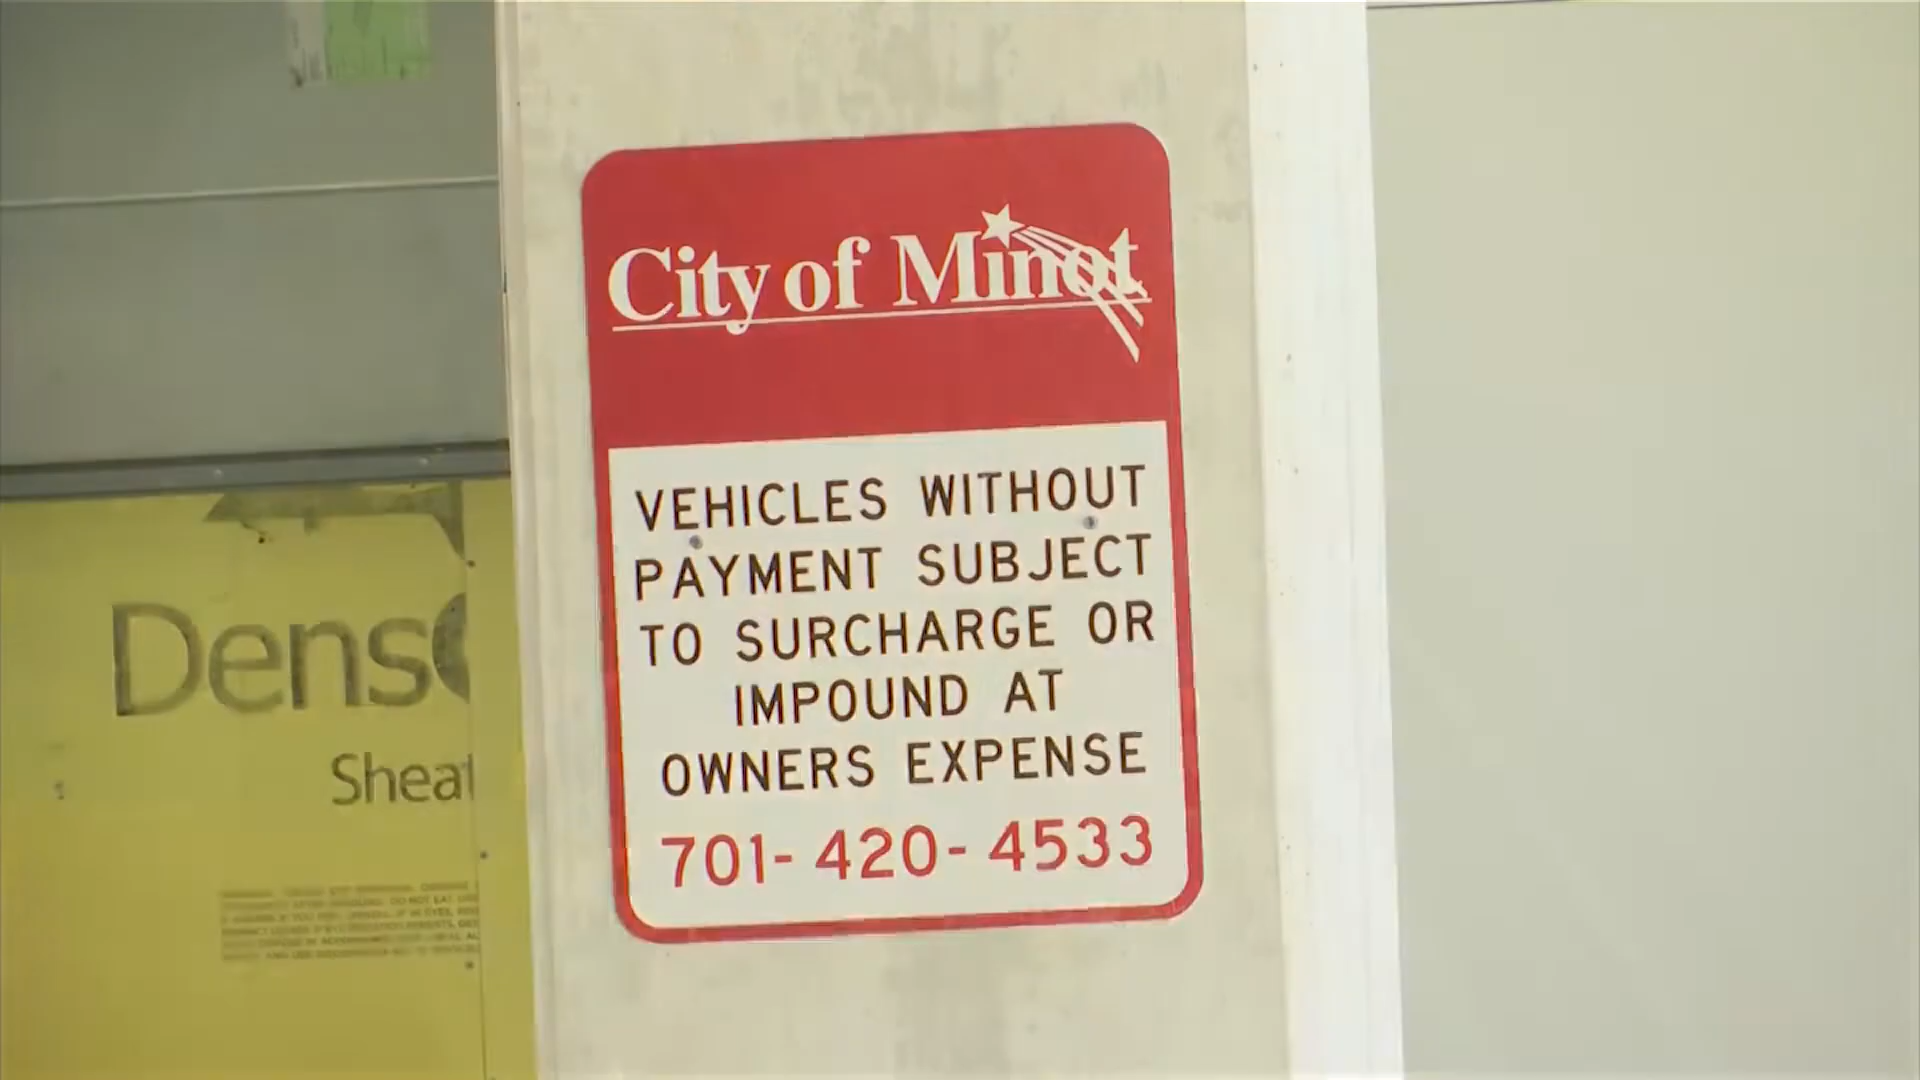 City of Minot
VEHICLES WITHOUT
PAYMENT SUBJECT
TO SURCHARGE OR
IMPOUND AT
OWNERS EXPENSE
701-420-4533
Dens
Sheat